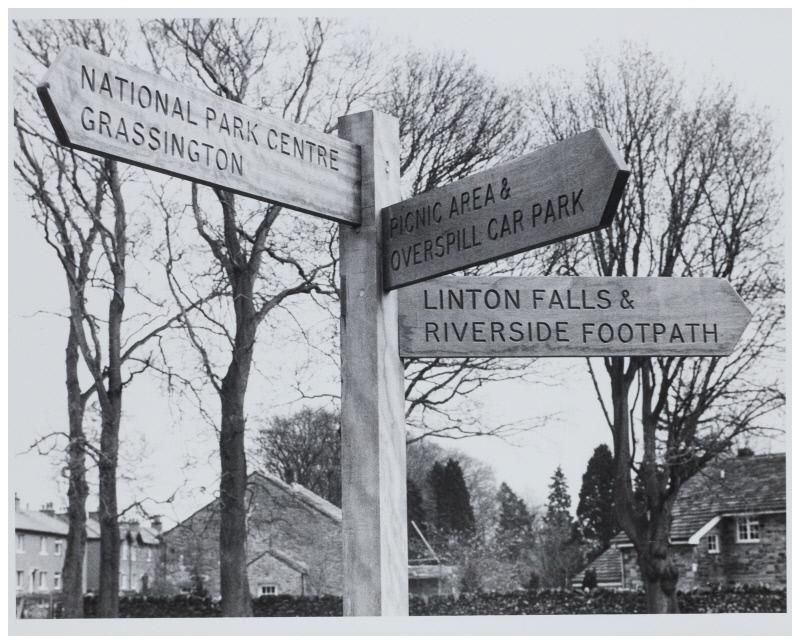 NATIONAL PARK CENTRE
GRASSINGTON
PICNIC AREA &
OVERSPILL CAR PARK
LINTON FALLS &
RIVERSIDE FOOTPATH